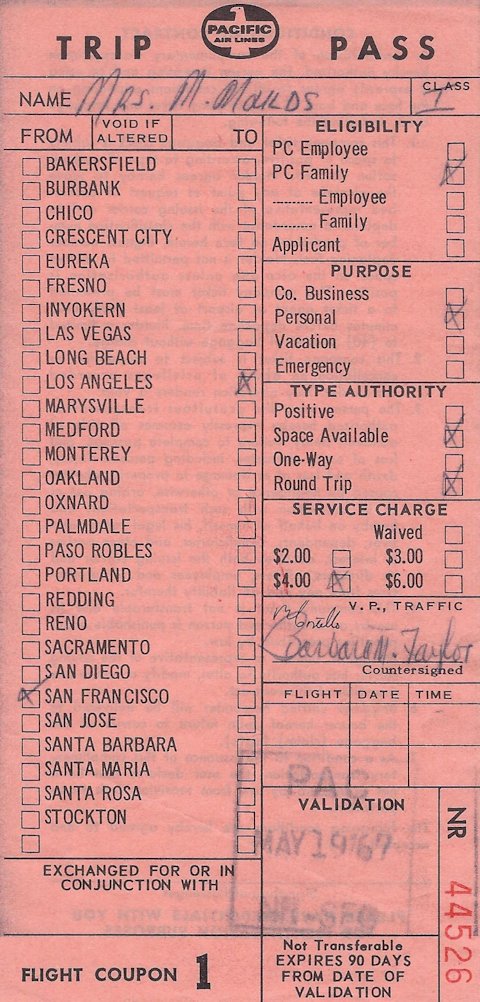 TRIP PACIFIC AIR LINES PASS
NAME Mrs. M.
CLASS I
FROM VOID IF ALTERED TO
BAKERSFIELD
BURBANK
CHICO
CRESCENT CITY
EUREKA
FRESNO
INYOKERN
LAS VEGAS
LONG BEACH
LOS ANGELES X
MARYSVILLE
MEDFORD
MONTEREY
OAKLAND
OXNARD
PALMDALE
PASO ROBLES
PORTLAND
REDDING
RENO
SACRAMENTO
SAN DIEGO
X SAN FRANCISCO
SAN JOSE
SANTA BARBARA
SANTA MARIA
SANTA ROSA
STOCKTON
EXCHANGED FOR OR IN
CONJUNCTION WITH
FLIGHT COUPON 1
ELIGIBILITY
PC Employee
PC Family X
.......... Employee
.......... Family
Applicant
PURPOSE
Co. Business
Personal X
Vacation
Emergency
TYPE AUTHORITY
Positive
Space Available X
One-Way
Round Trip X
SERVICE CHARGE
Waived
$2.00 $3.00
$4.00 X $6.00
V.P., TRAFFIC
Barbara M. Taylor
Countersigned
FLIGHT DATE TIME
PAC
VALIDATION
MAY 19 67
NR 44526
Not Transferable
EXPIRES 90 DAYS
FROM DATE OF
VALIDATION